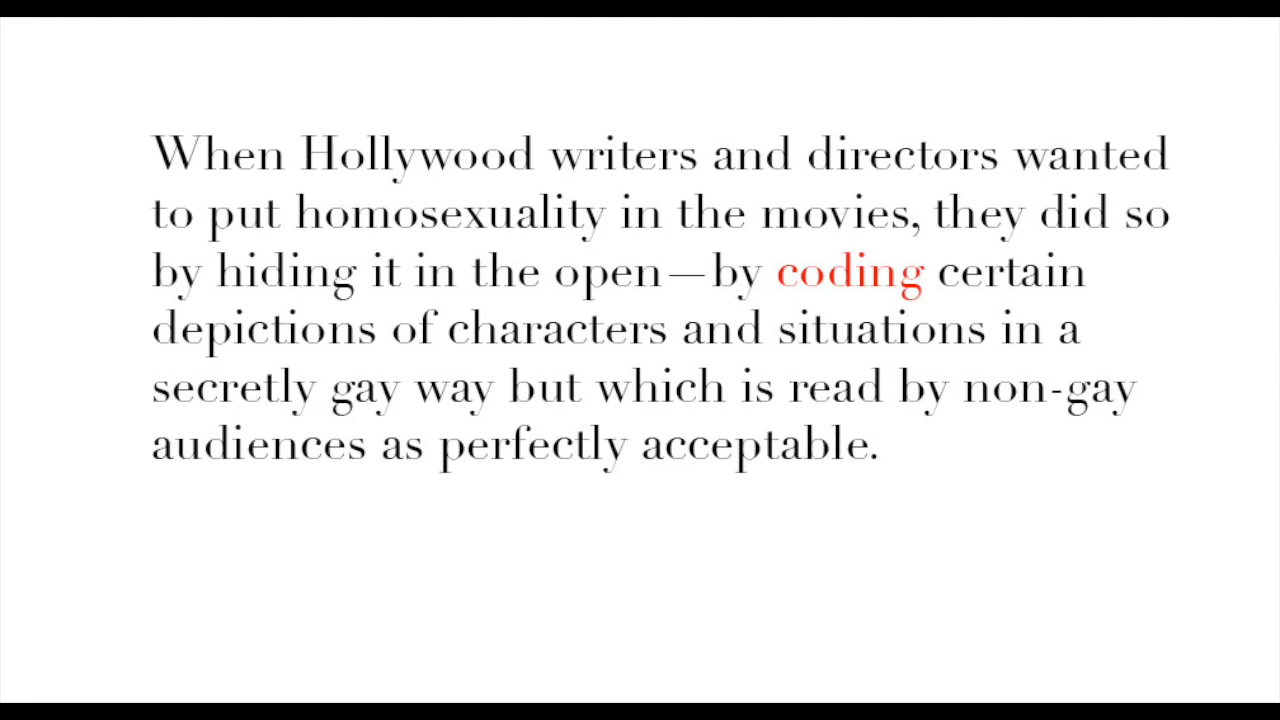 When Hollywood writers and directors wanted
to put homosexuality in the movies, they did so
by hiding it in the open—by coding certain
depictions of characters and situations in a
secretly gay way but which is read by non-gay
audiences as perfectly acceptable.